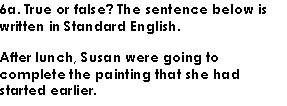 6a. True or false? The sentence below is
written in Standard English.
After lunch, Susan were going to
complete the painting that she had
started earlier.